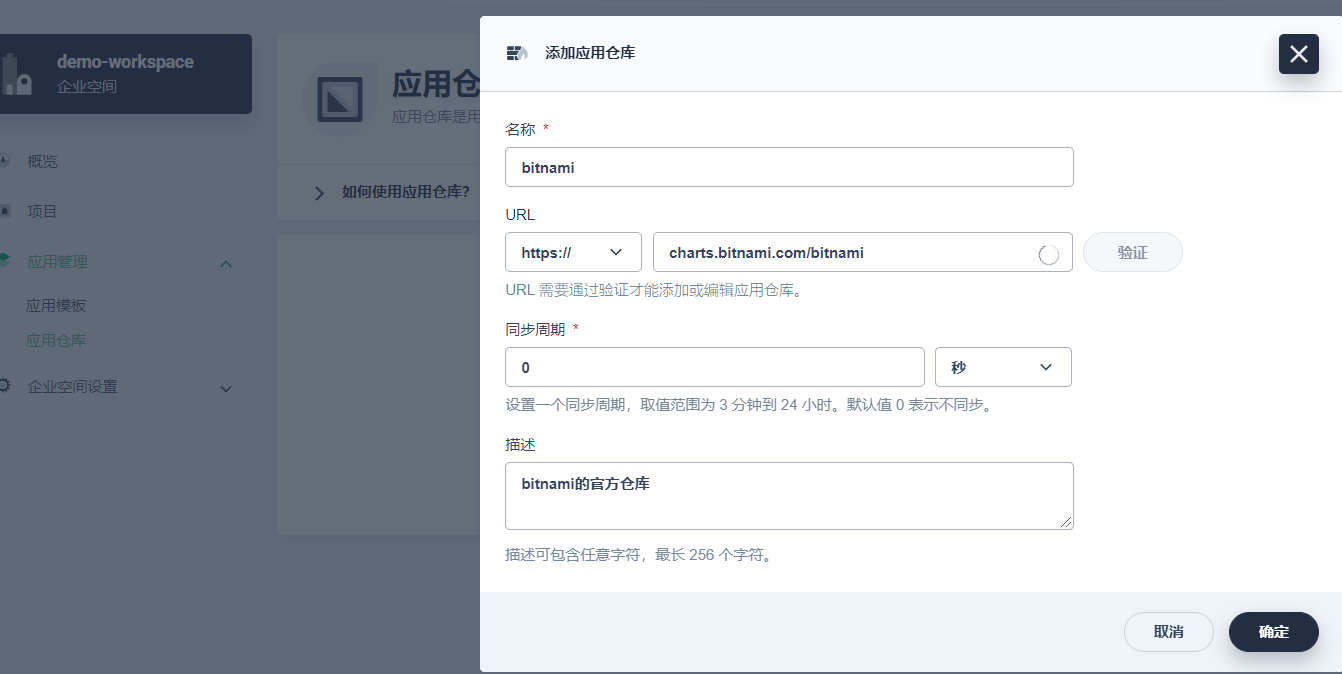 demo-workspace
企业空间
概览
项目
应用管理
应用模板
应用仓库
企业空间设置
应用仓
应用仓库是用
如何使用应用仓库?
添加应用仓库
名称 *
bitnami
URL
https://
charts.bitnami.com/bitnami
验证
URL 需要通过验证才能添加或编辑应用仓库。
同步周期 *
0
秒
设置一个同步周期，取值范围为 3 分钟到 24 小时。默认值 0 表示不同步。
描述
bitnami的官方仓库
描述可包含任意字符，最长 256 个字符。
取消
确定